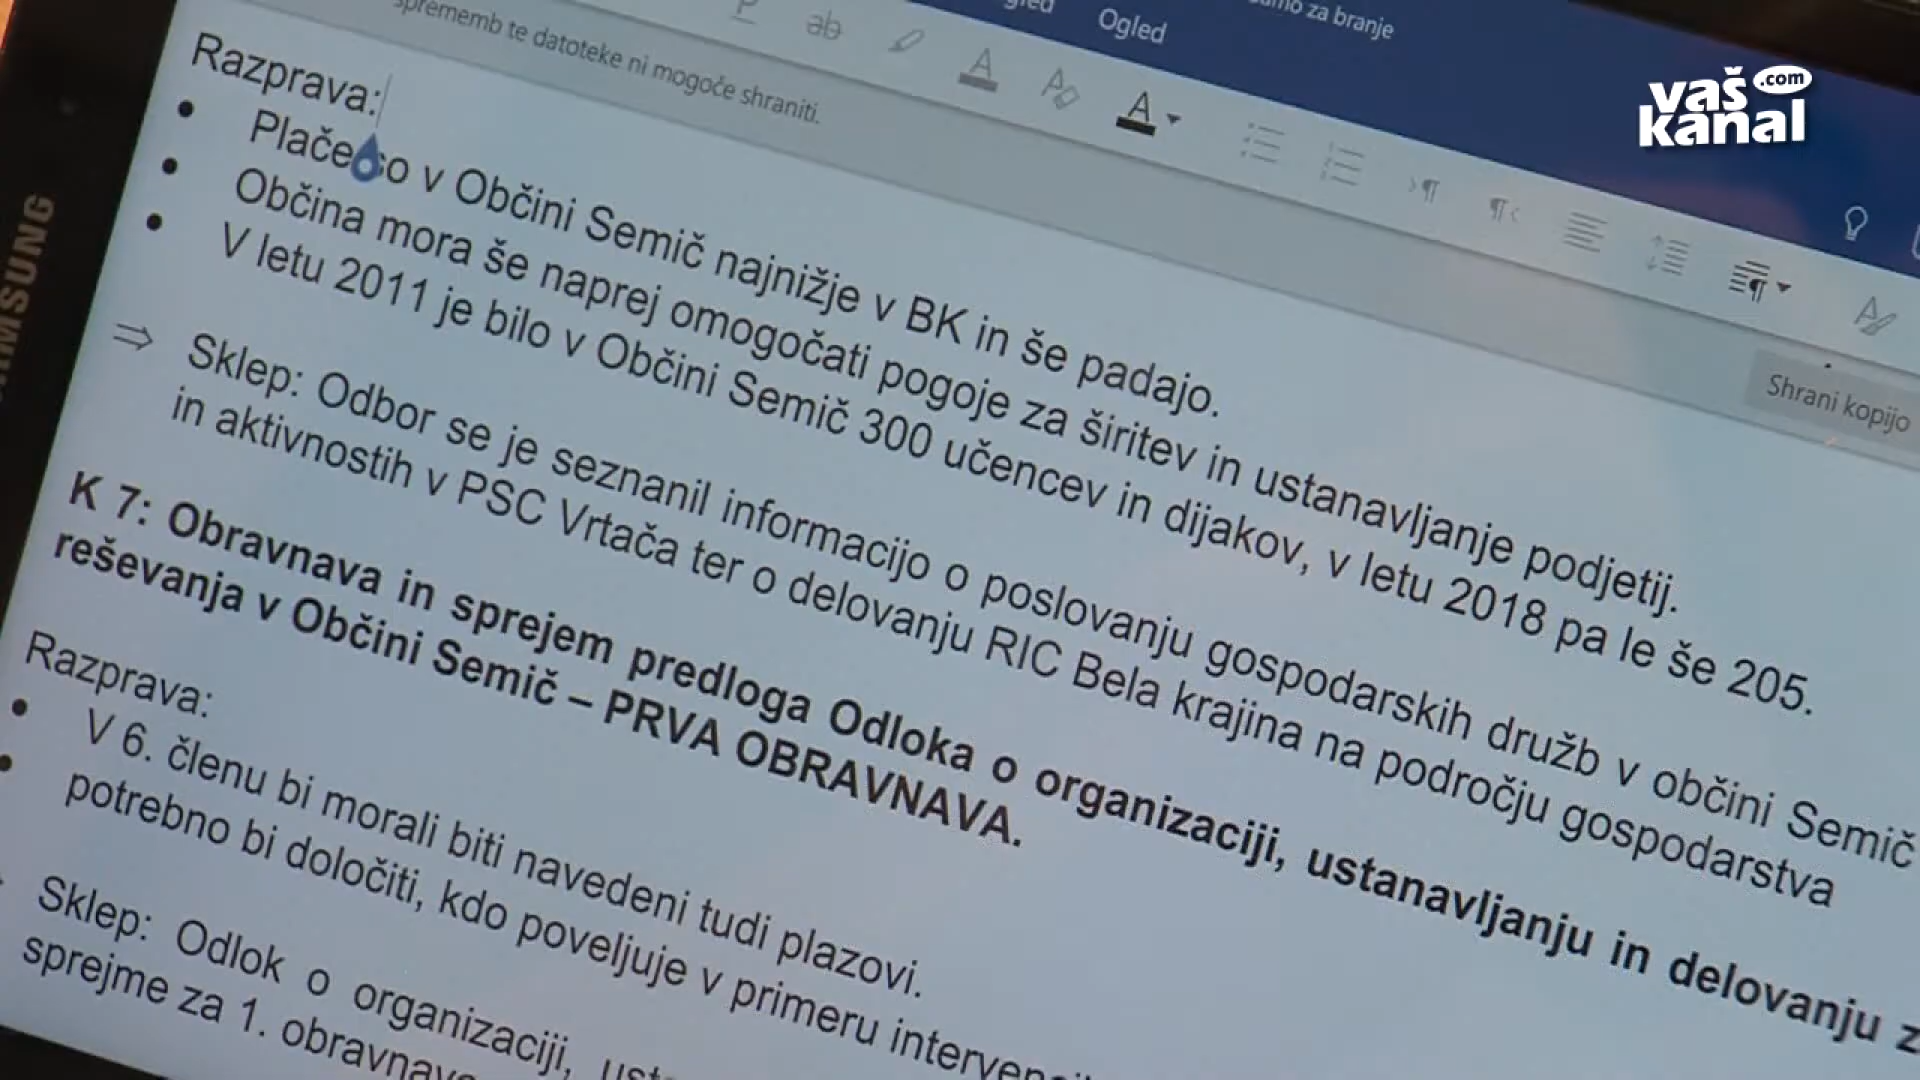 Ogled
samo za branje
sprememb te datoteke ni mogoče shraniti.
Shrani kopijo
vaš
kanal
.com
SAMSUNG
Razprava:
• Plače so v Občini Semič najnižje v BK in še padajo.
• Občina mora še naprej omogočati pogoje za širitev in ustanavljanje podjetij.
• V letu 2011 je bilo v Občini Semič 300 učencev in dijakov, v letu 2018 pa le še 205.
⇒ Sklep: Odbor se je seznanil informacijo o poslovanju gospodarskih družb v občini Semič
in aktivnostih v PSC Vrtača ter o delovanju RIC Bela krajina na področju gospodarstva
K 7: Obravnava in sprejem predloga Odloka o organizaciji, ustanavljanju in delovanju z
reševanja v Občini Semič – PRVA OBRAVNAVA.
Razprava:
• V 6. členu bi morali biti navedeni tudi plazovi.
• potrebno bi določiti, kdo poveljuje v primeru
Sklep: Odlok o organizaciji,
sprejme za 1.